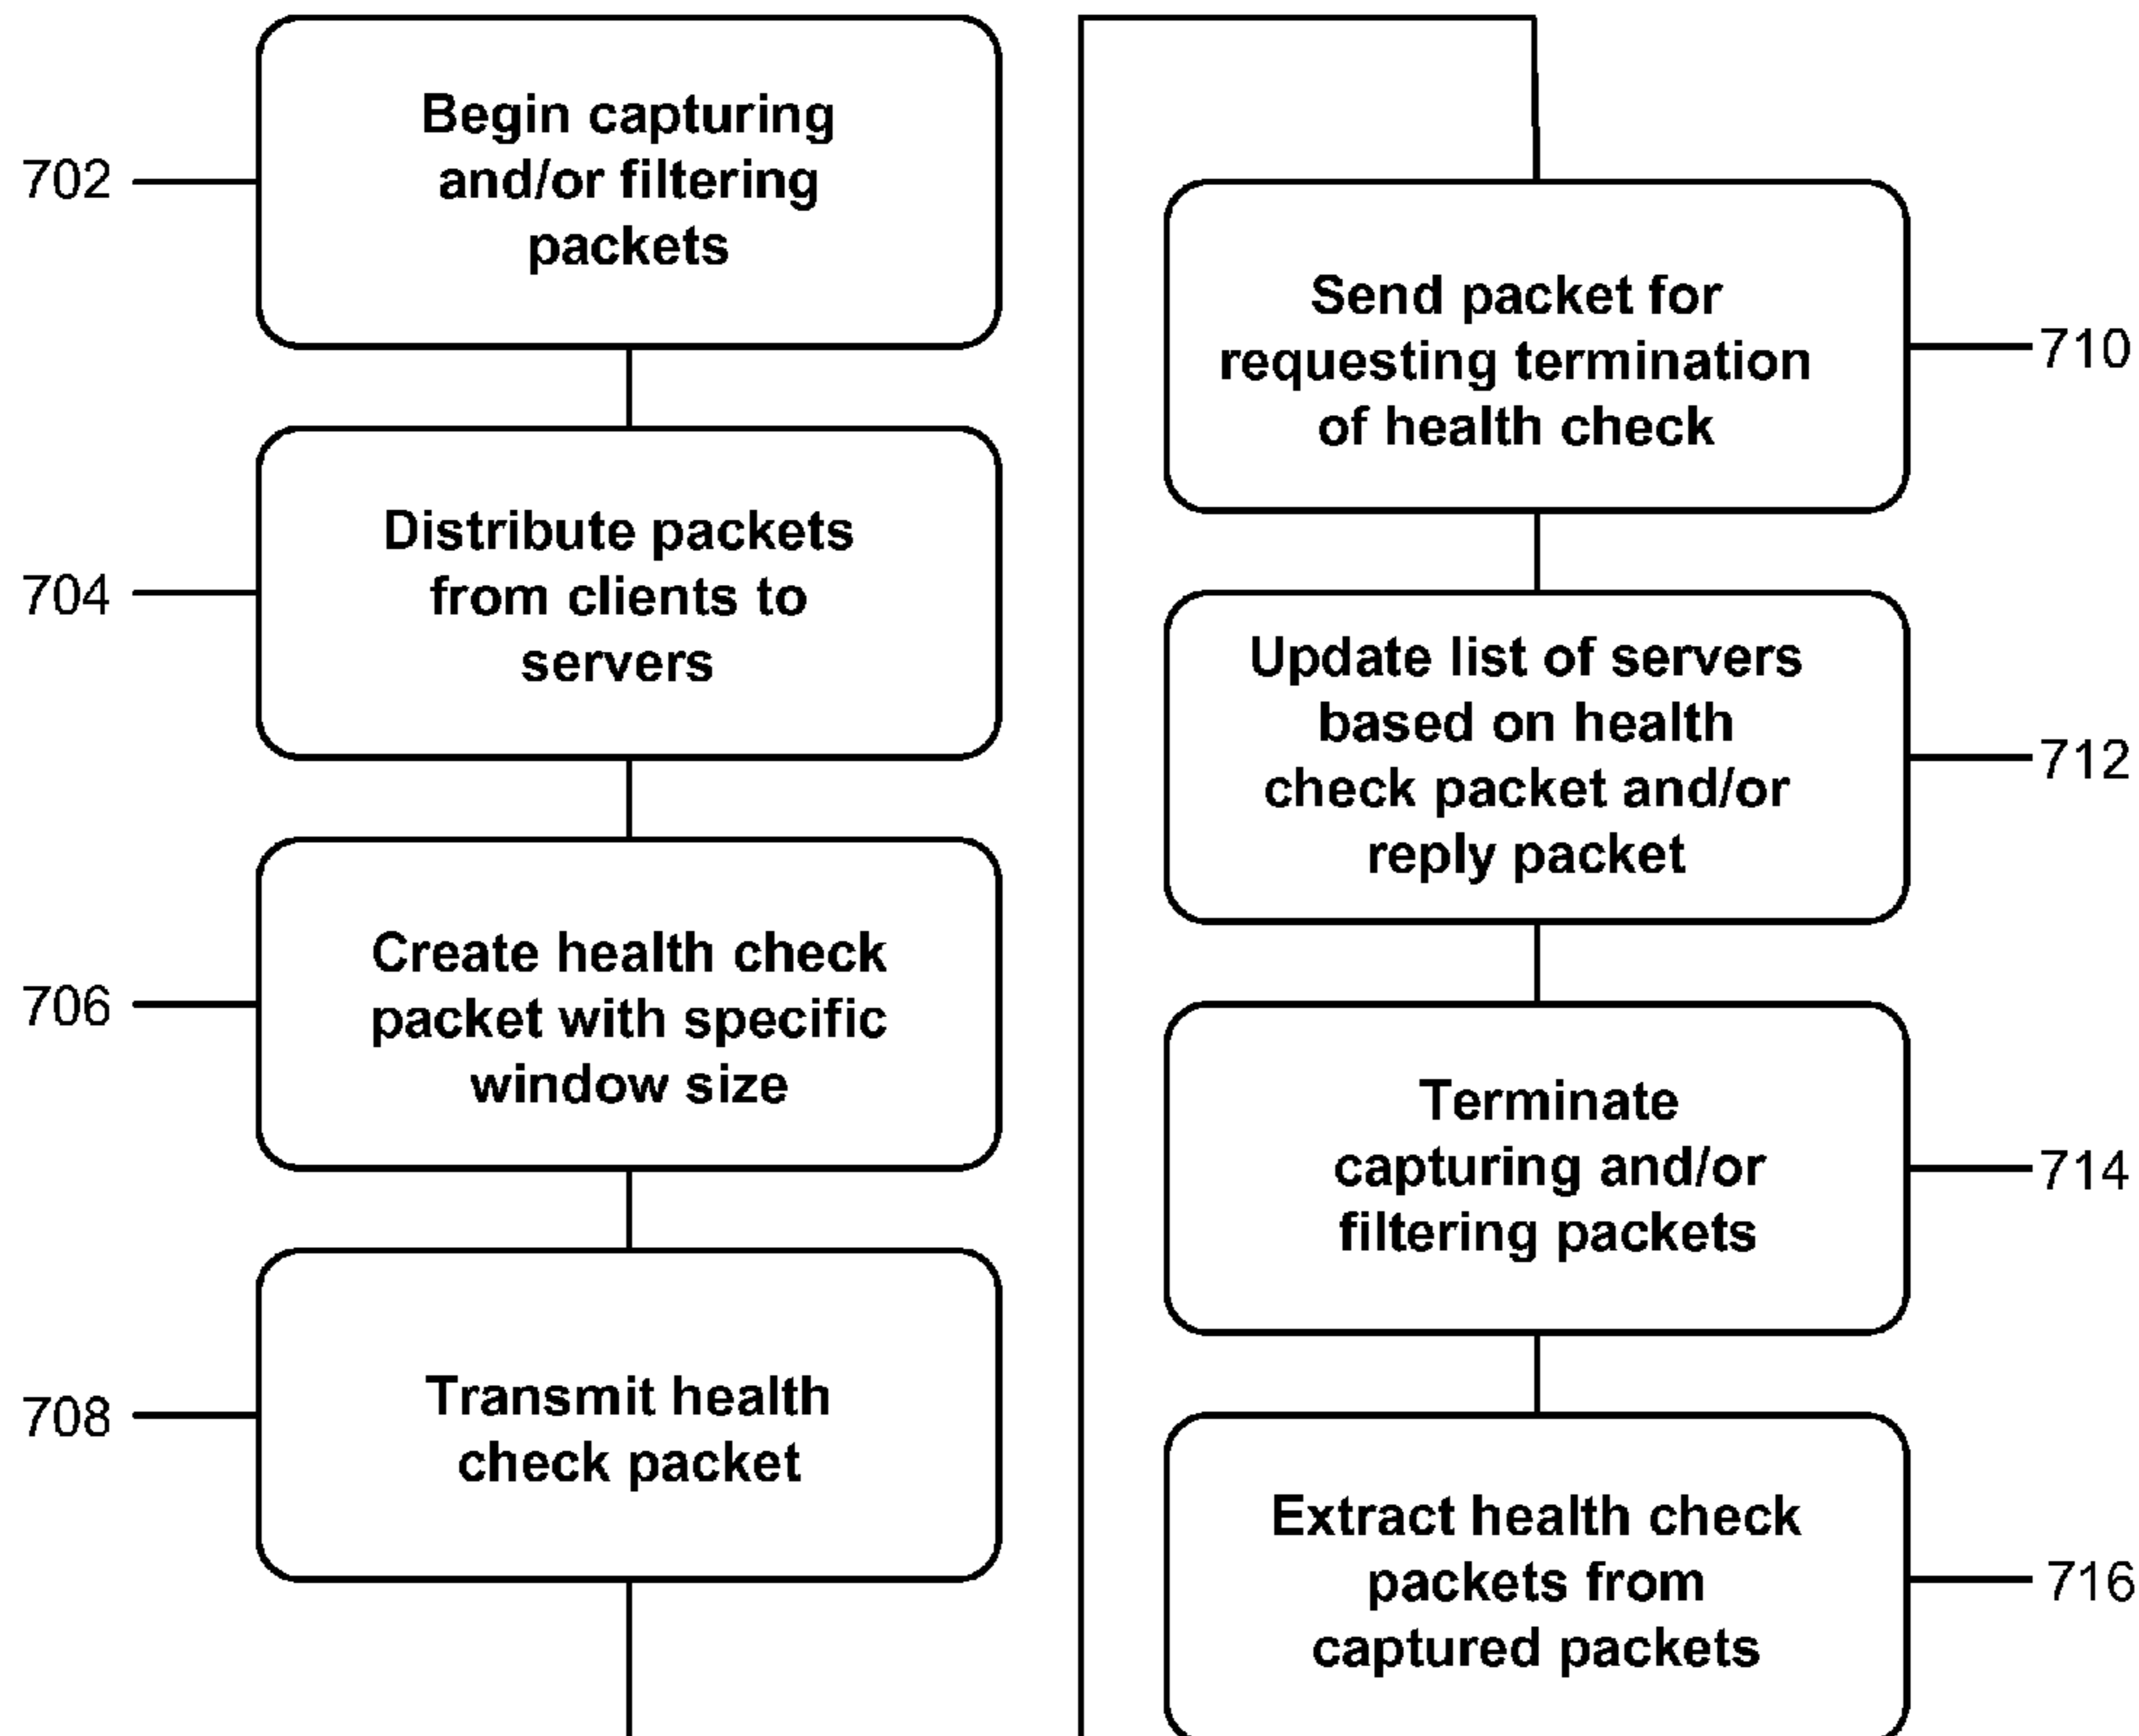 702
Begin capturing
and/or filtering
packets
704
Distribute packets
from clients to
servers
706
Create health check
packet with specific
window size
708
Transmit health
check packet
Send packet for
requesting termination
of health check
710
Update list of servers
based on health
check packet and/or
reply packet
712
Terminate
capturing and/or
filtering packets
714
Extract health check
packets from
captured packets
716